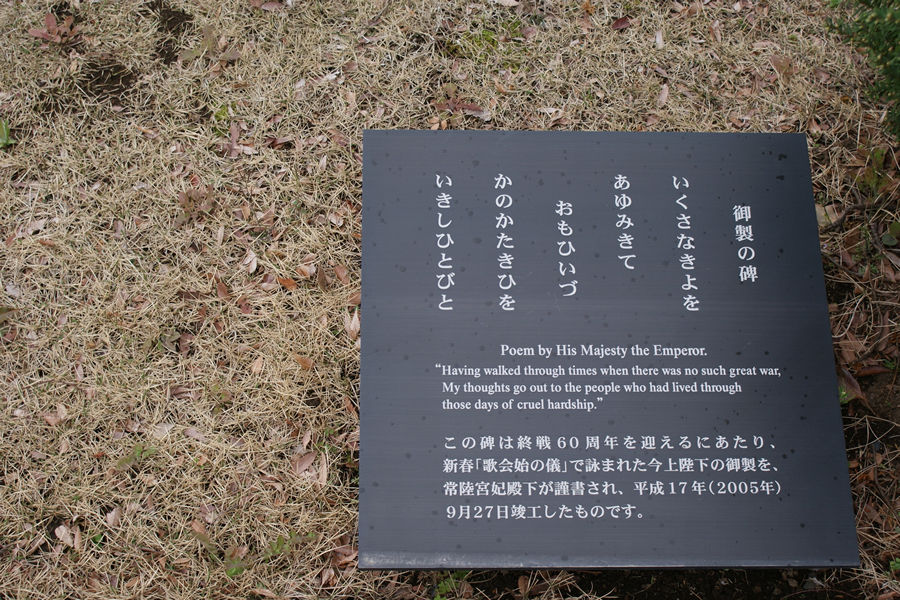 御製の碑
いくさなきよを
あゆみきて
おもひいづ
かのかたきひを
いきしひとびと
Poem by His Majesty the Emperor.
“Having walked through times when there was no such great war,
My thoughts go out to the people who had lived through
those days of cruel hardship.”
この碑は終戦60周年を迎えるにあたり、
新春「歌会始の儀」で詠まれた今上陛下の御製を、
常陸宮妃殿下が謹書され、平成17年(2005年)
9月27日竣工したものです。